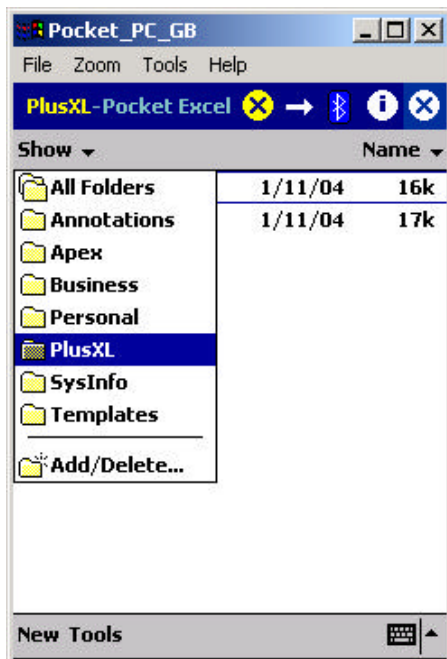 Pocket_PC_GB
File Zoom Tools Help
PlusXL-Pocket Excel
Show Name
All Folders 1/11/04 16k
Annotations 1/11/04 17k
Apex
Business
Personal
PlusXL
SysInfo
Templates
Add/Delete...
New Tools